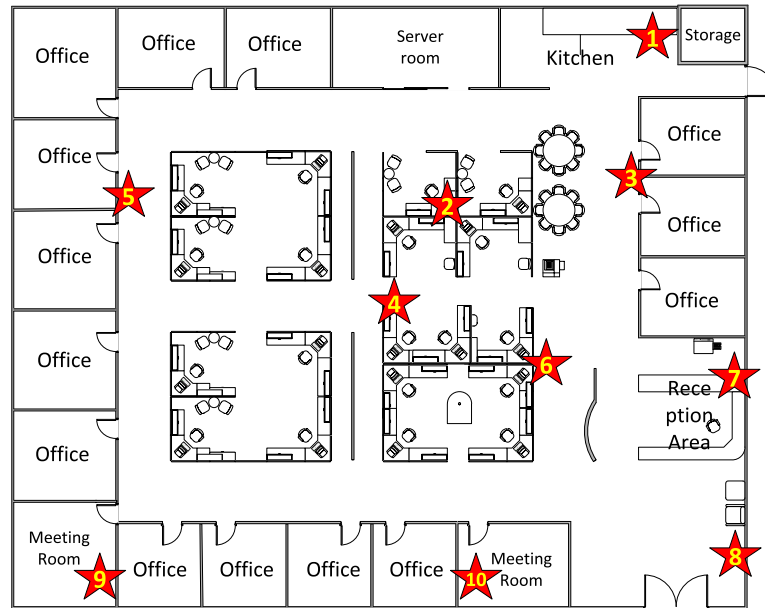 Office
Office
Office
Server
room
Kitchen
1
Storage
Office
Office
3
5
2
Office
Office
Office
4
Office
6
7
Rece
ption
Area
Office
Meeting
Room
9
Office
Office
Office
Office
10
Meeting
Room
8